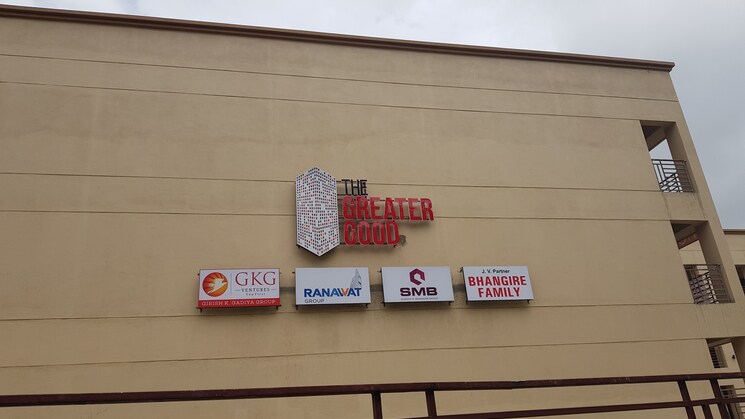 THE
GREATER
GOOD
GKG
VENTURES
GIRISH K. GADIYA GROUP
RANAWAT
GROUP
SMB
J. V. Partner
BHANGIRE
FAMILY